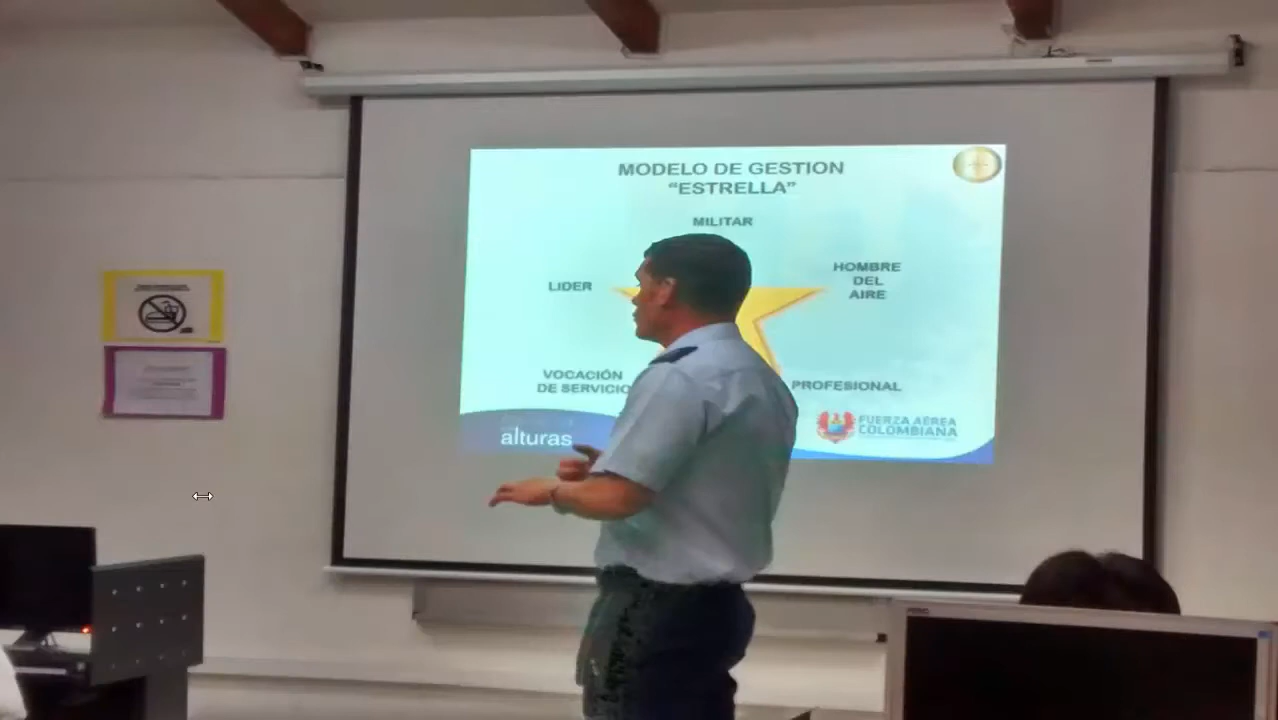 MODELO DE GESTION
“ESTRELLA”
MILITAR
HOMBRE
DEL
AIRE
LIDER
VOCACIÓN
DE SERVICIO
PROFESIONAL
alturas
FUERZA AÉREA
COLOMBIANA